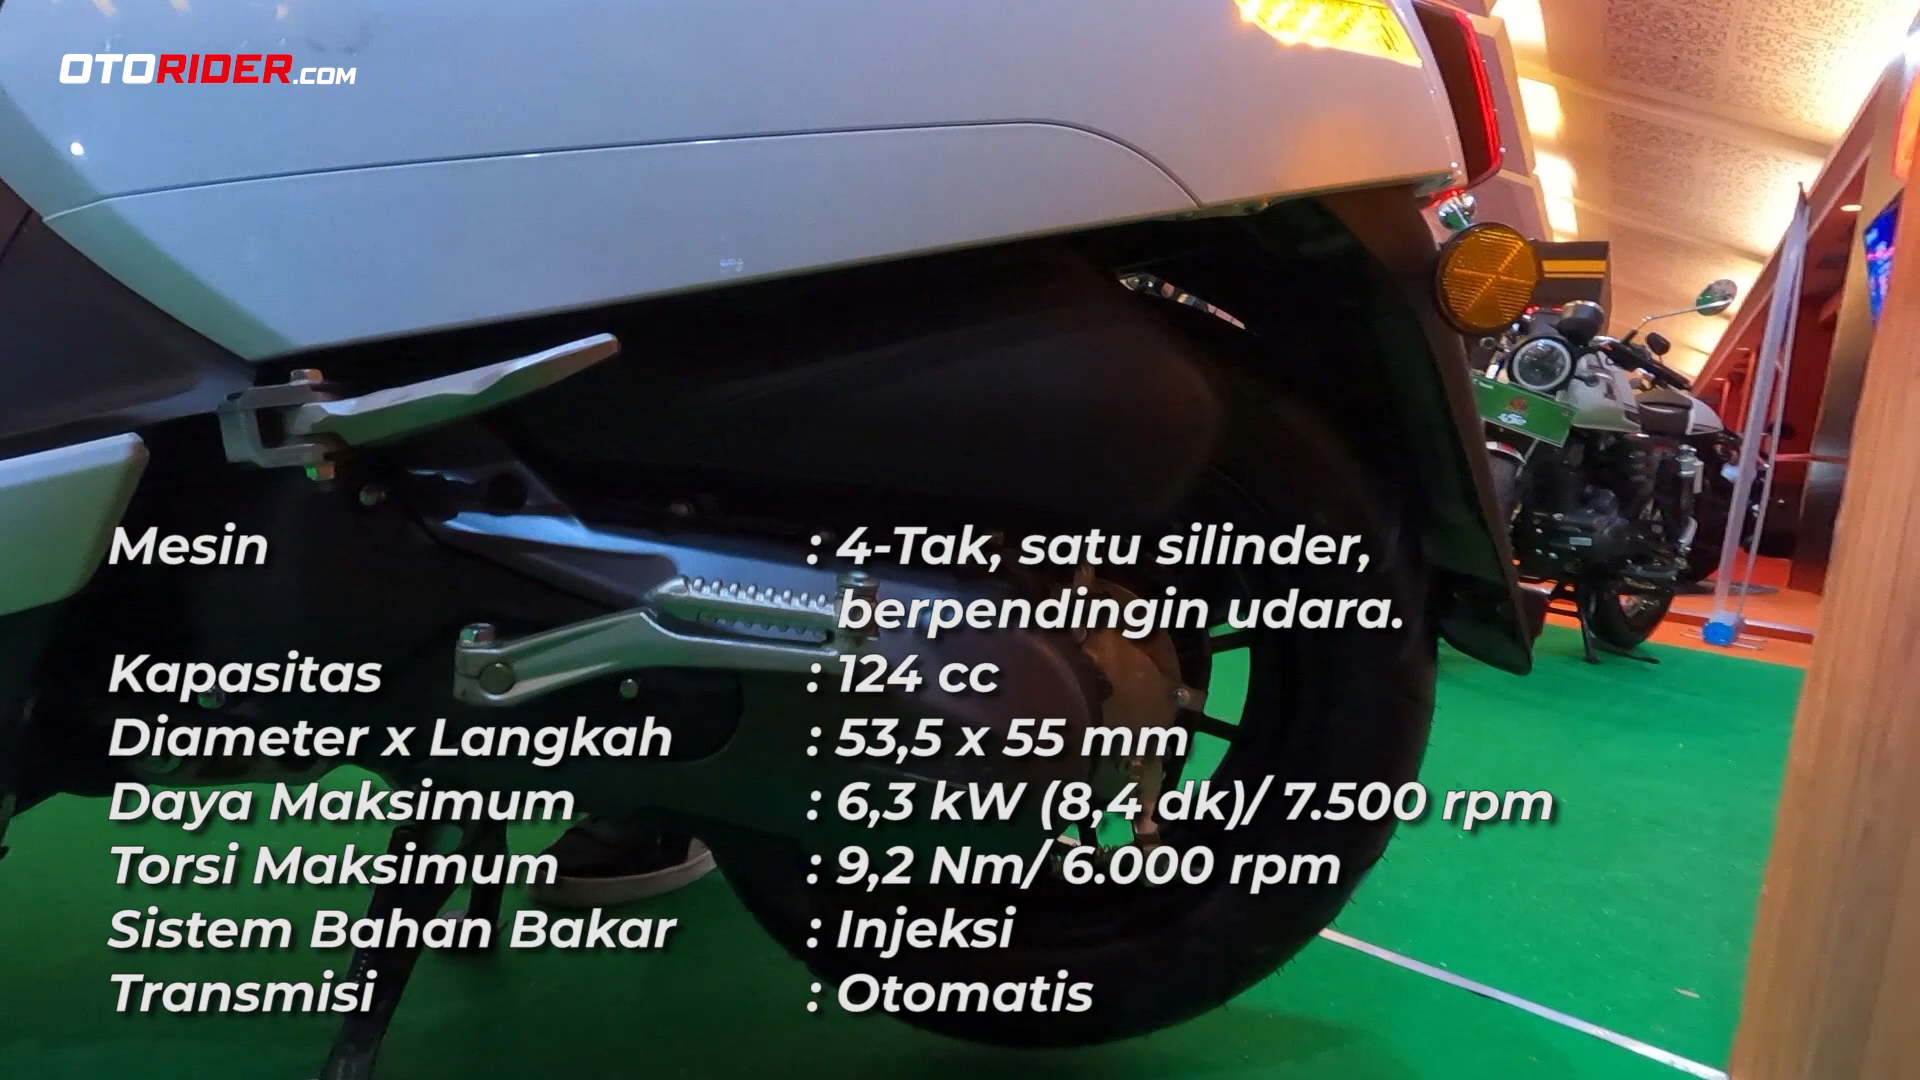 OTORIDER.COM
Mesin : 4-Tak, satu silinder,
berpendingin udara.
Kapasitas : 124 cc
Diameter x Langkah : 53,5 x 55 mm
Daya Maksimum : 6,3 kW (8,4 dk)/ 7.500 rpm
Torsi Maksimum : 9,2 Nm/ 6.000 rpm
Sistem Bahan Bakar : Injeksi
Transmisi : Otomatis